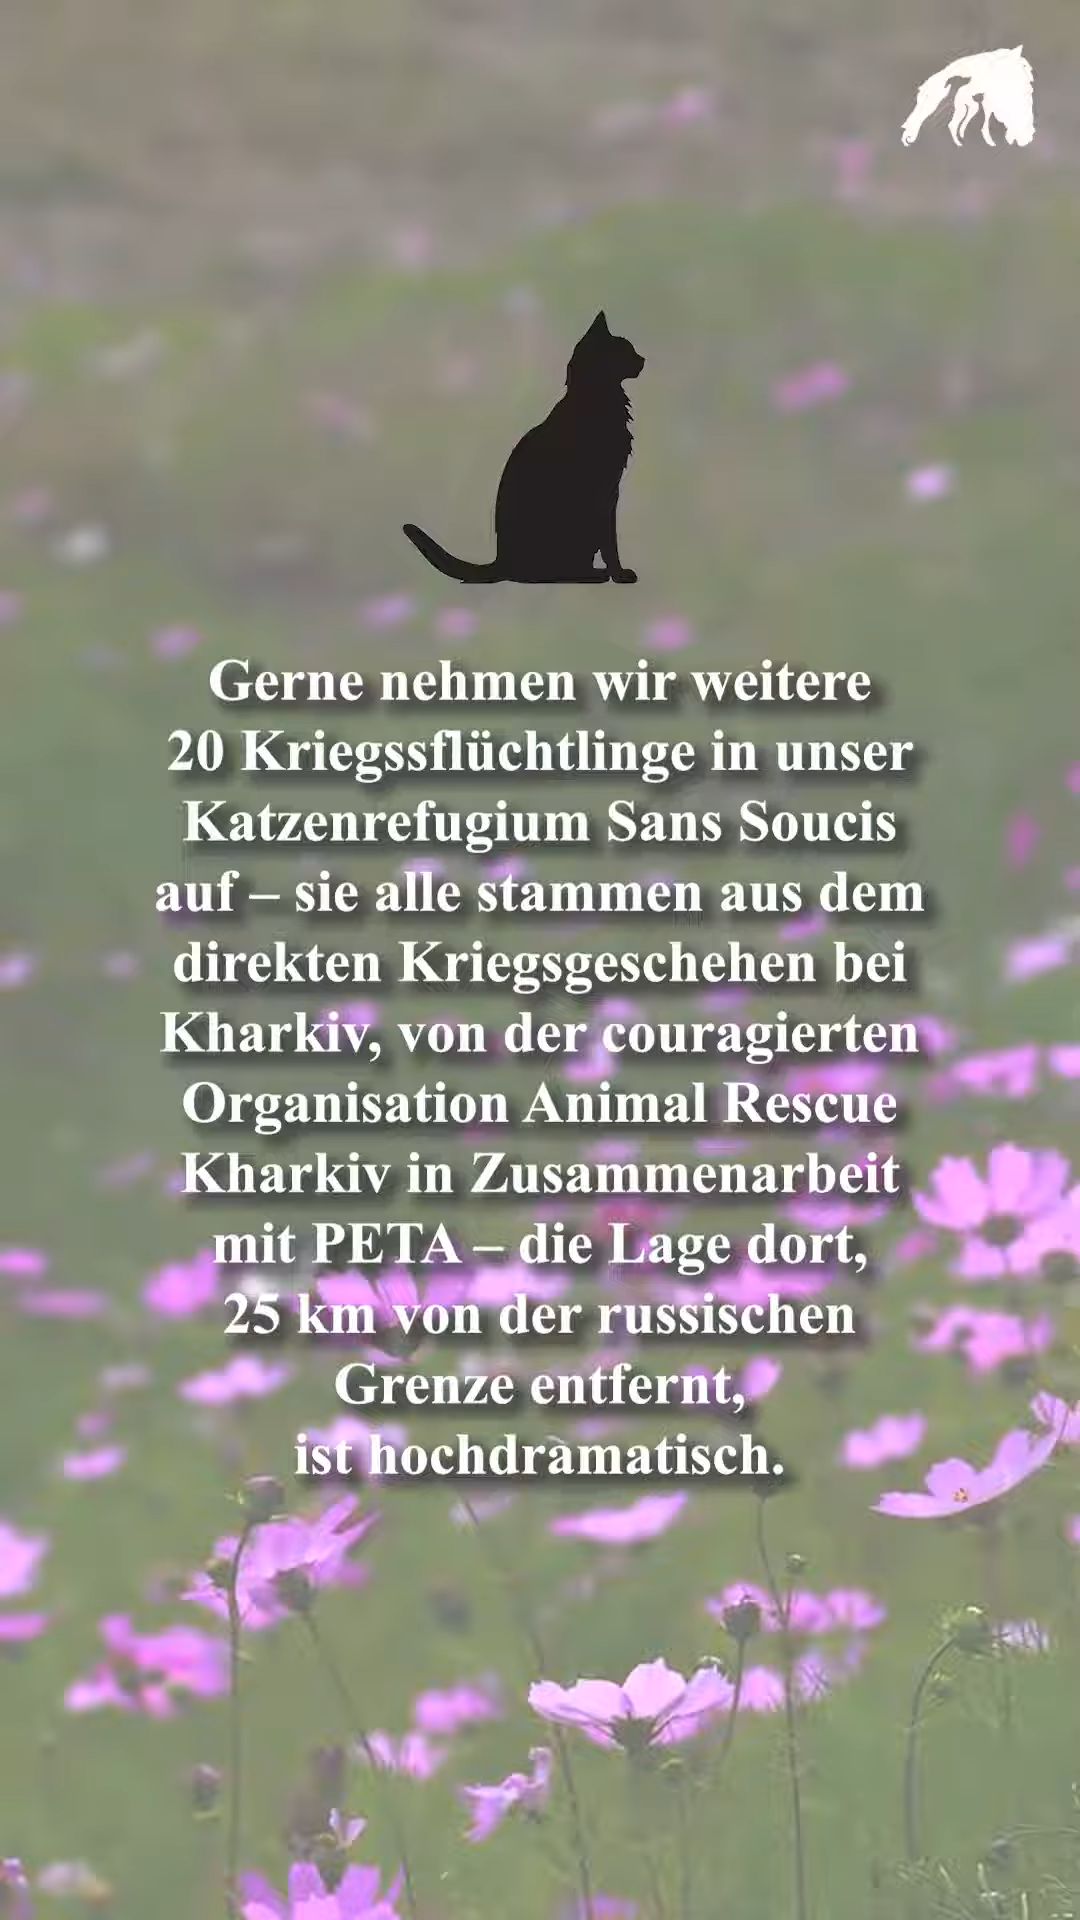 Gerne nehmen wir weitere
20 Kriegssflüchtlinge in unser
Katzenrefugium Sans Soucis
auf – sie alle stammen aus dem
direkten Kriegsgeschehen bei
Kharkiv, von der couragierten
Organisation Animal Rescue
Kharkiv in Zusammenarbeit
mit PETA – die Lage dort,
25 km von der russischen
Grenze entfernt,
ist hochdramatisch.